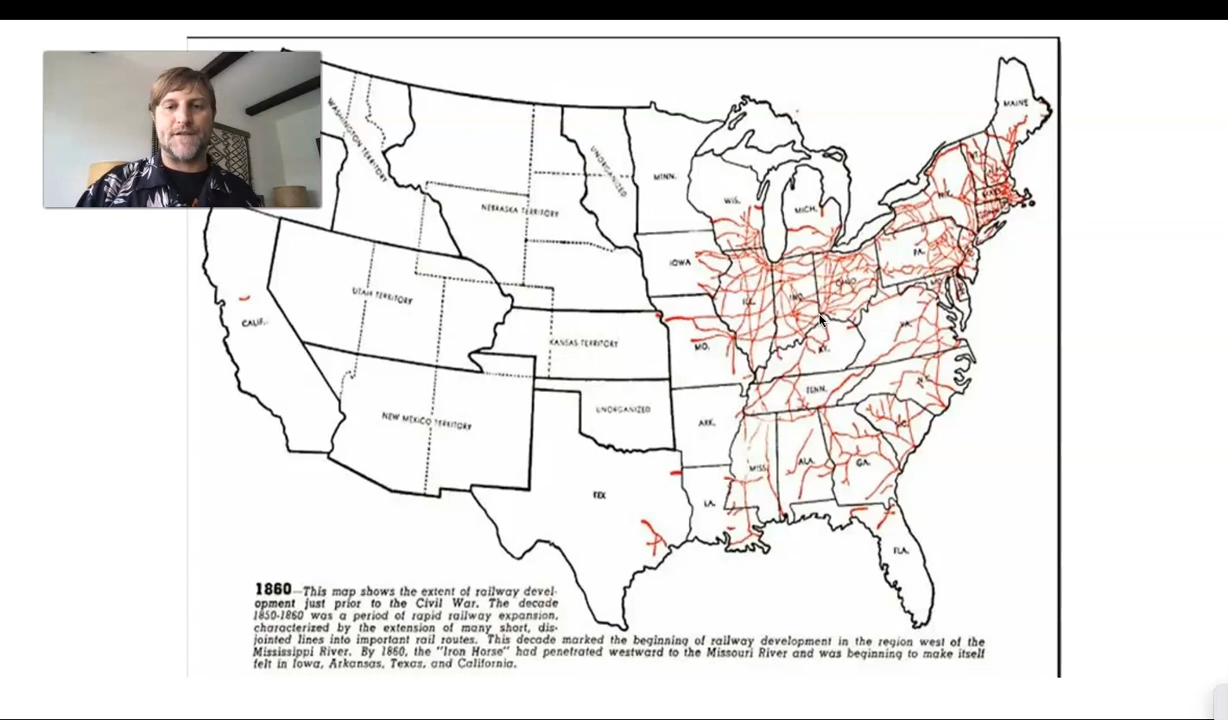 MAINE
WASHINGTON TERRITORY
UNORGANIZED
MINN.
VT.
N.H.
WIS.
MICH.
N.Y.
MASS.
NEBRASKA TERRITORY
IOWA
PA.
UTAH TERRITORY
ILL.
IND.
OHIO
CALIF.
VA.
KANSAS TERRITORY
MO.
KY.
TENN.
N.C.
NEW MEXICO TERRITORY
UNORGANIZED
ARK.
S.C.
MISS.
ALA.
GA.
TEX
LA.
FLA.
1860—This map shows the extent of railway devel-
opment just prior to the Civil War. The decade
1850-1860 was a period of rapid railway expansion,
characterized by the extension of many short, dis-
jointed lines into important rail routes. This decade marked the beginning of railway development in the region west of the
Mississippi River. By 1860, the "Iron Horse" had penetrated westward to the Missouri River and was beginning to make itself
felt in Iowa, Arkansas, Texas, and California.